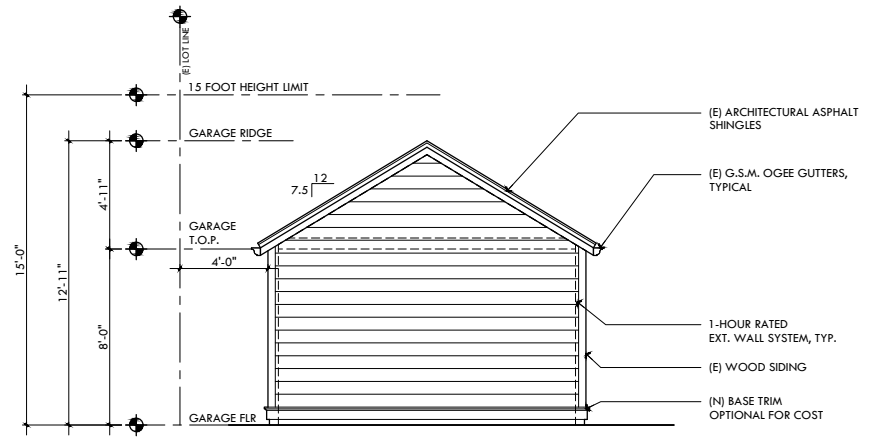 (E) LOT LINE
15 FOOT HEIGHT LIMIT
GARAGE RIDGE
(E) ARCHITECTURAL ASPHALT
SHINGLES
12
7.5
(E) G.S.M. OGEE GUTTERS,
TYPICAL
4'-11"
GARAGE
T.O.P.
4'-0"
15'-0"
12'-11"
8'-0"
1-HOUR RATED
EXT. WALL SYSTEM, TYP.
(E) WOOD SIDING
(N) BASE TRIM
OPTIONAL FOR COST
GARAGE FLR